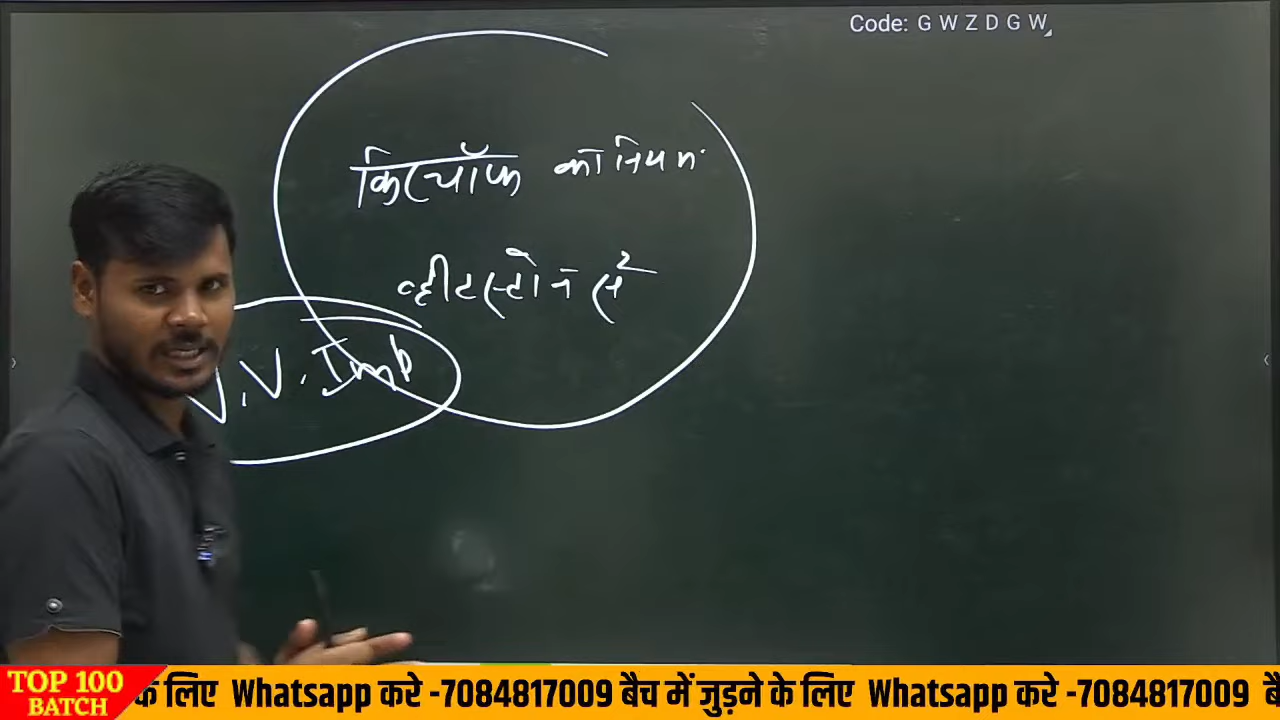 Code: G W Z D G W
किर्चॉफ का नियम
व्हीटस्टोन से
V.V. Imp
TOP 100
BATCH
के लिए Whatsapp करे -7084817009 बैच में जुड़ने के लिए Whatsapp करे -7084817009